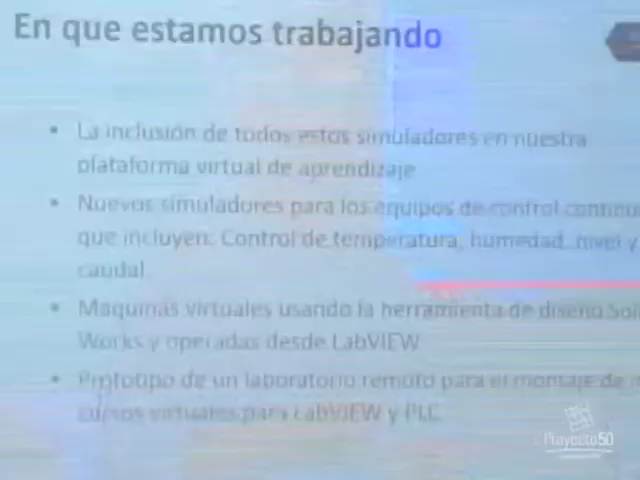 En que estamos trabajando
• La inclusión de todos estos simuladores en nuestra
plataforma virtual de aprendizaje
• Nuevos simuladores para los equipos de control continu
que incluyen: Control de temperatura, humedad, nivel y
caudal.
• Maquinas virtuales usando la herramienta de diseño Soli
Works y operadas desde LabVIEW
• Prototipo de un laboratorio remoto para el montaje de
cursos virtuales para LabVIEW y PLC
Proyecto50